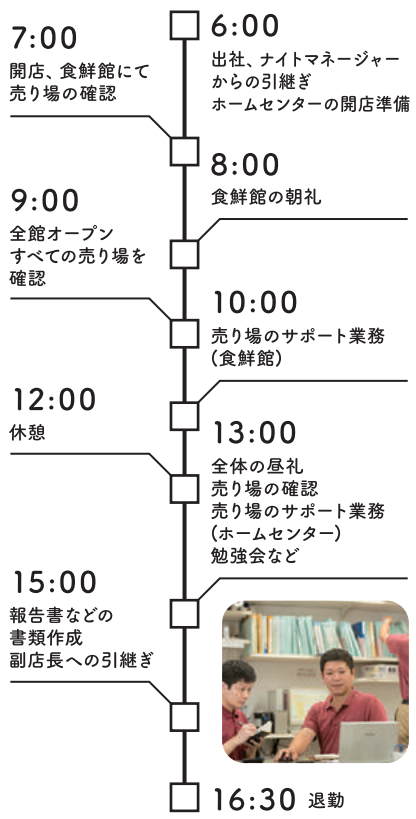 6:00
出社、ナイトマネージャー
からの引継ぎ
ホームセンターの開店準備
7:00
開店、食鮮館にて
売り場の確認
8:00
食鮮館の朝礼
9:00
全館オープン
すべての売り場を
確認
10:00
売り場のサポート業務
(食鮮館)
12:00
休憩
13:00
全体の昼礼
売り場の確認
売り場のサポート業務
(ホームセンター)
勉強会など
15:00
報告書などの
書類作成
副店長への引継ぎ
16:30 退勤